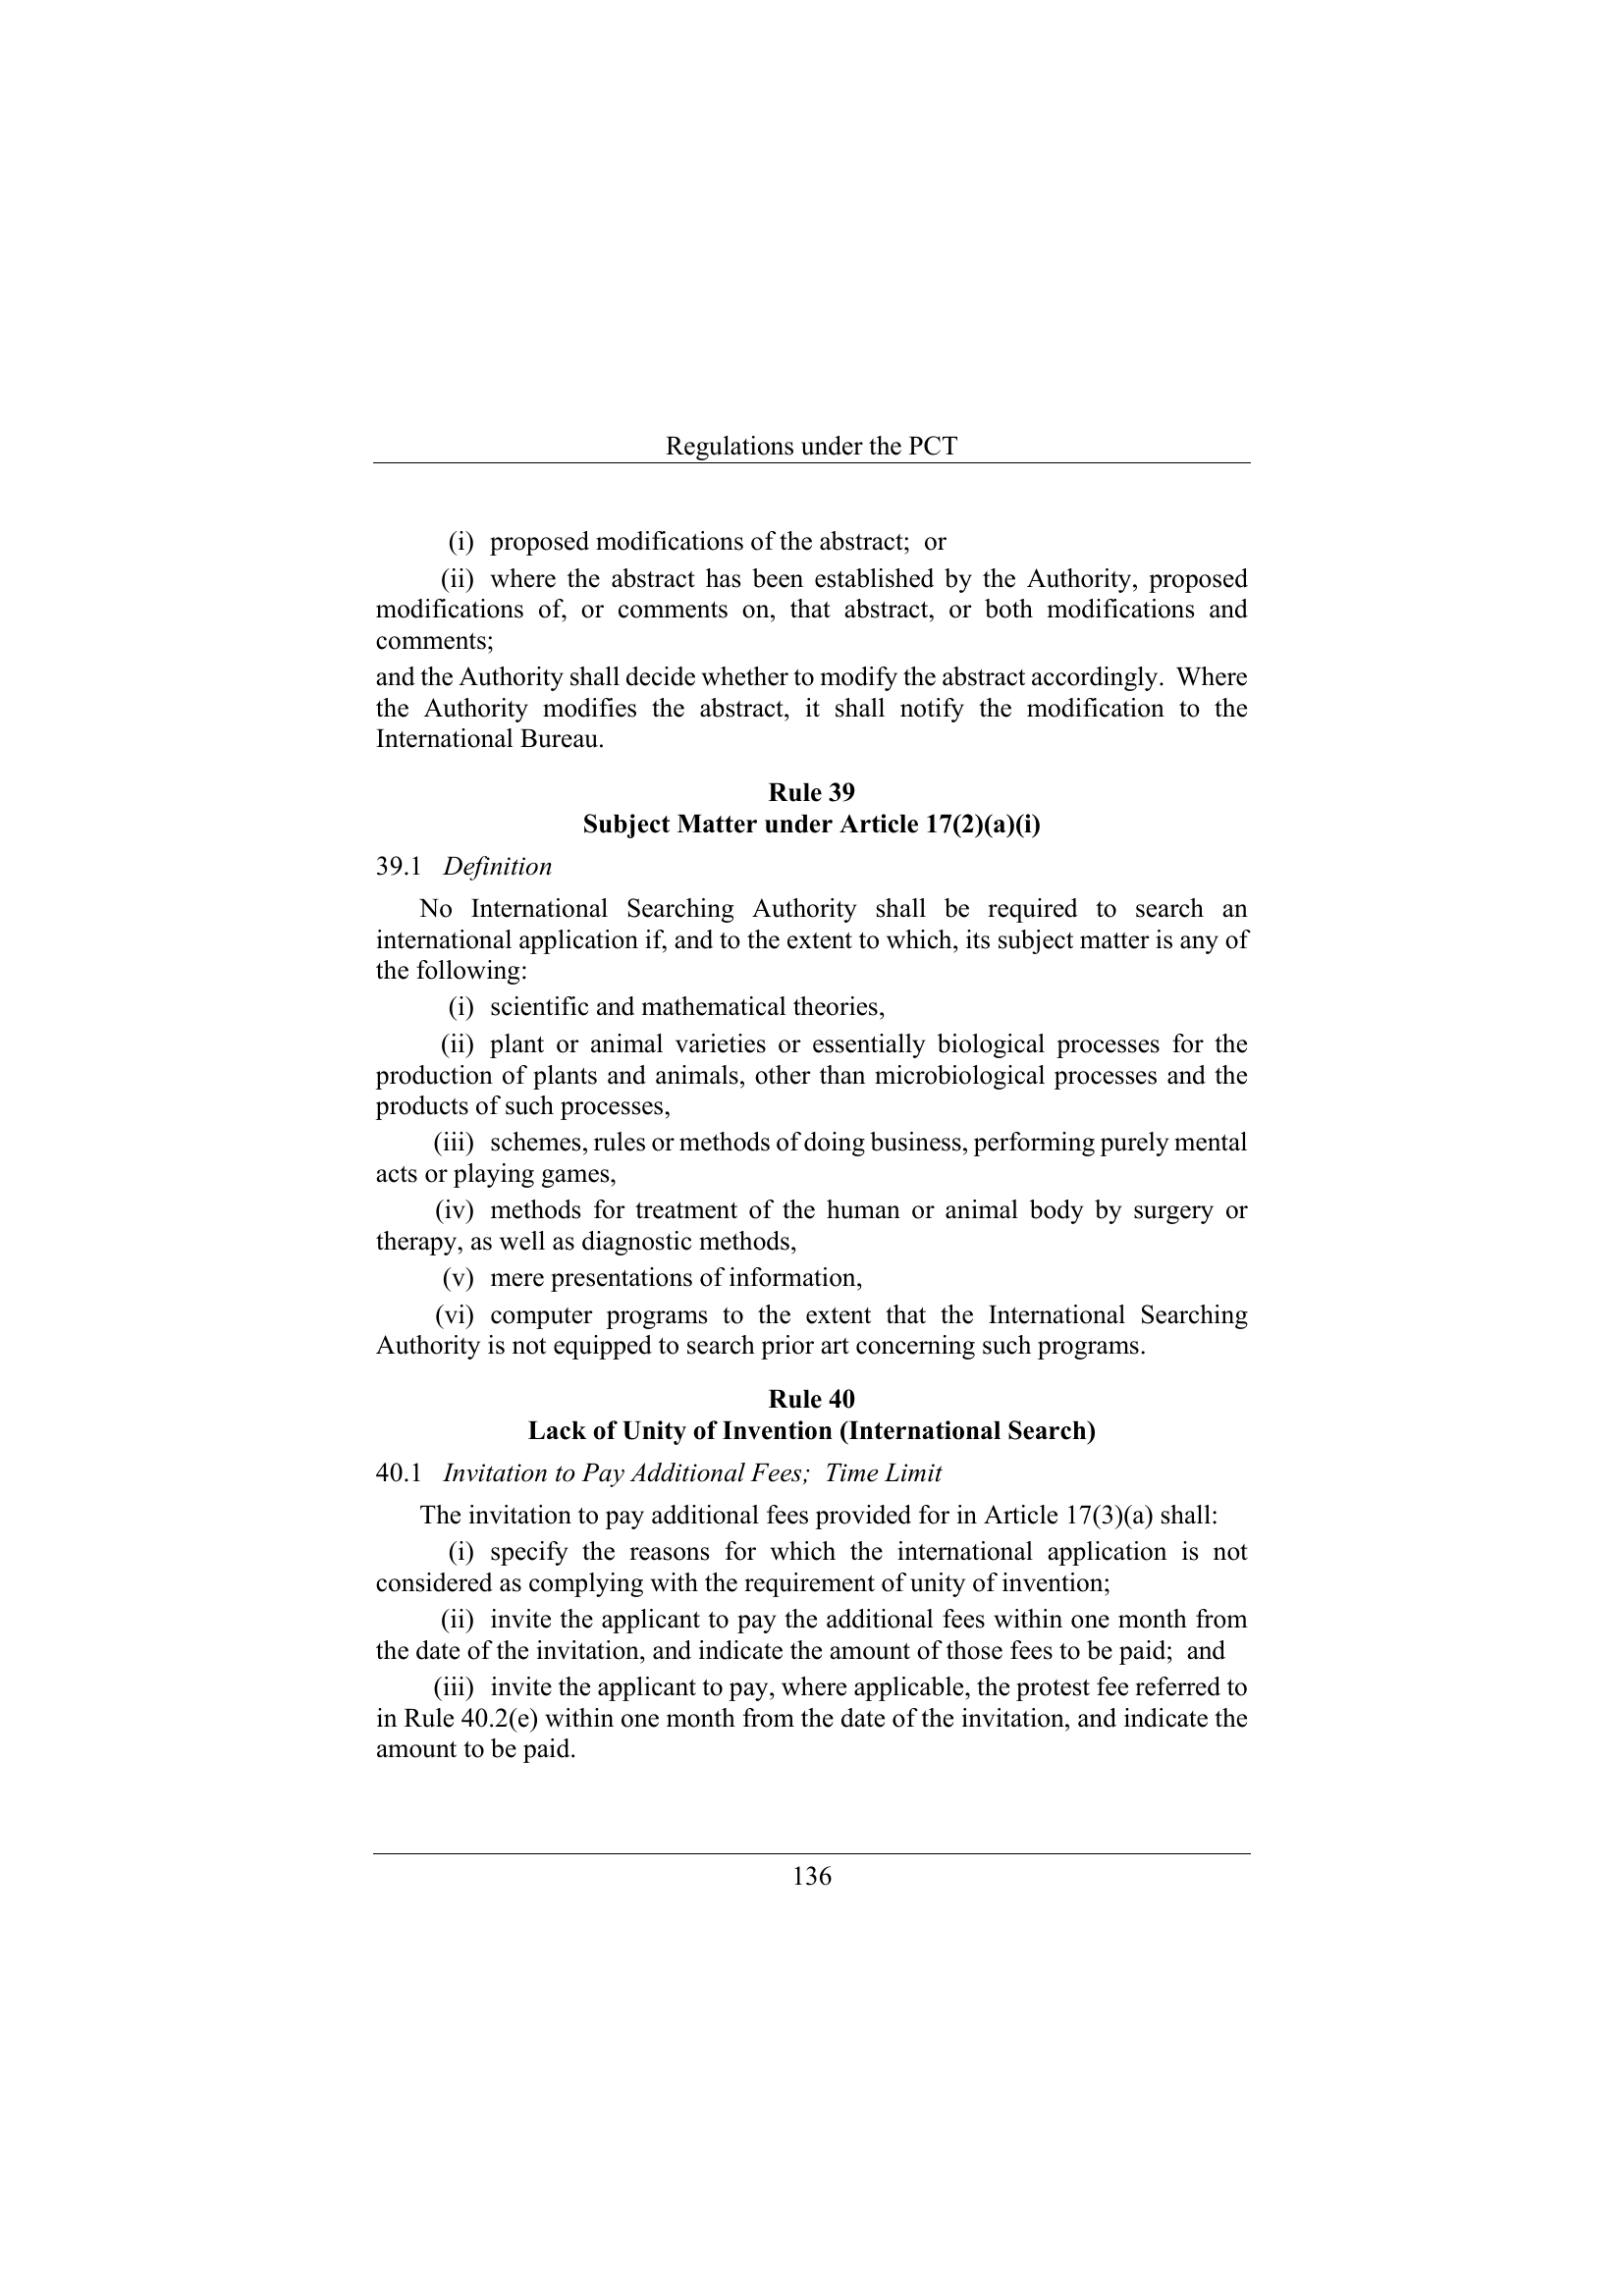 Regulations under the PCT
(i) proposed modifications of the abstract; or
(ii) where the abstract has been established by the Authority, proposed
modifications of, or comments on, that abstract, or both modifications and
comments;
and the Authority shall decide whether to modify the abstract accordingly. Where
the Authority modifies the abstract, it shall notify the modification to the
International Bureau.
Rule 39
Subject Matter under Article 17(2)(a)(i)
39.1 Definition
No International Searching Authority shall be required to search an
international application if, and to the extent to which, its subject matter is any of
the following:
(i) scientific and mathematical theories,
(ii) plant or animal varieties or essentially biological processes for the
production of plants and animals, other than microbiological processes and the
products of such processes,
(iii) schemes, rules or methods of doing business, performing purely mental
acts or playing games,
(iv) methods for treatment of the human or animal body by surgery or
therapy, as well as diagnostic methods,
(v) mere presentations of information,
(vi) computer programs to the extent that the International Searching
Authority is not equipped to search prior art concerning such programs.
Rule 40
Lack of Unity of Invention (International Search)
40.1 Invitation to Pay Additional Fees; Time Limit
The invitation to pay additional fees provided for in Article 17(3)(a) shall:
(i) specify the reasons for which the international application is not
considered as complying with the requirement of unity of invention;
(ii) invite the applicant to pay the additional fees within one month from
the date of the invitation, and indicate the amount of those fees to be paid; and
(iii) invite the applicant to pay, where applicable, the protest fee referred to
in Rule 40.2(e) within one month from the date of the invitation, and indicate the
amount to be paid.
136